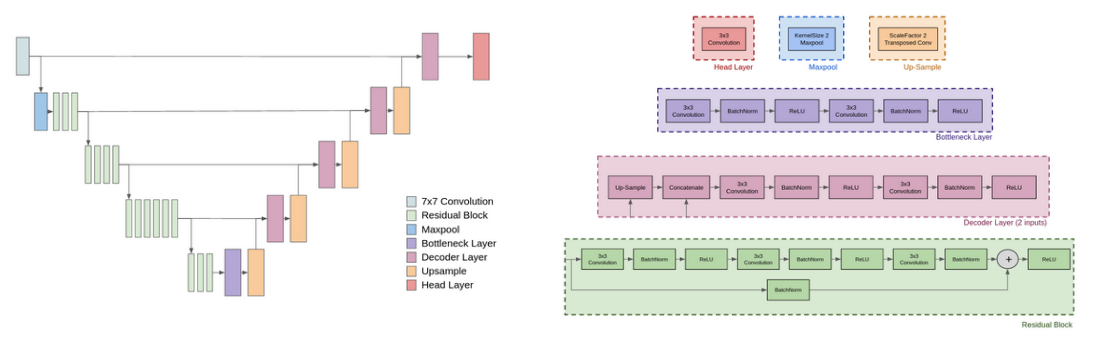 7x7 Convolution
Residual Block
Maxpool
Bottleneck Layer
Decoder Layer
Upsample
Head Layer
3x3
Convolution
Head Layer
KernelSize 2
Maxpool
Maxpool
ScaleFactor 2
Transposed Conv
Up-Sample
3x3
Convolution
BatchNorm
ReLU
3x3
Convolution
BatchNorm
ReLU
Bottleneck Layer
Up-Sample
Concatenate
3x3
Convolution
BatchNorm
ReLU
3x3
Convolution
BatchNorm
ReLU
Decoder Layer (2 inputs)
3x3
Convolution
BatchNorm
ReLU
3x3
Convolution
BatchNorm
ReLU
3x3
Convolution
BatchNorm
+
ReLU
BatchNorm
Residual Block